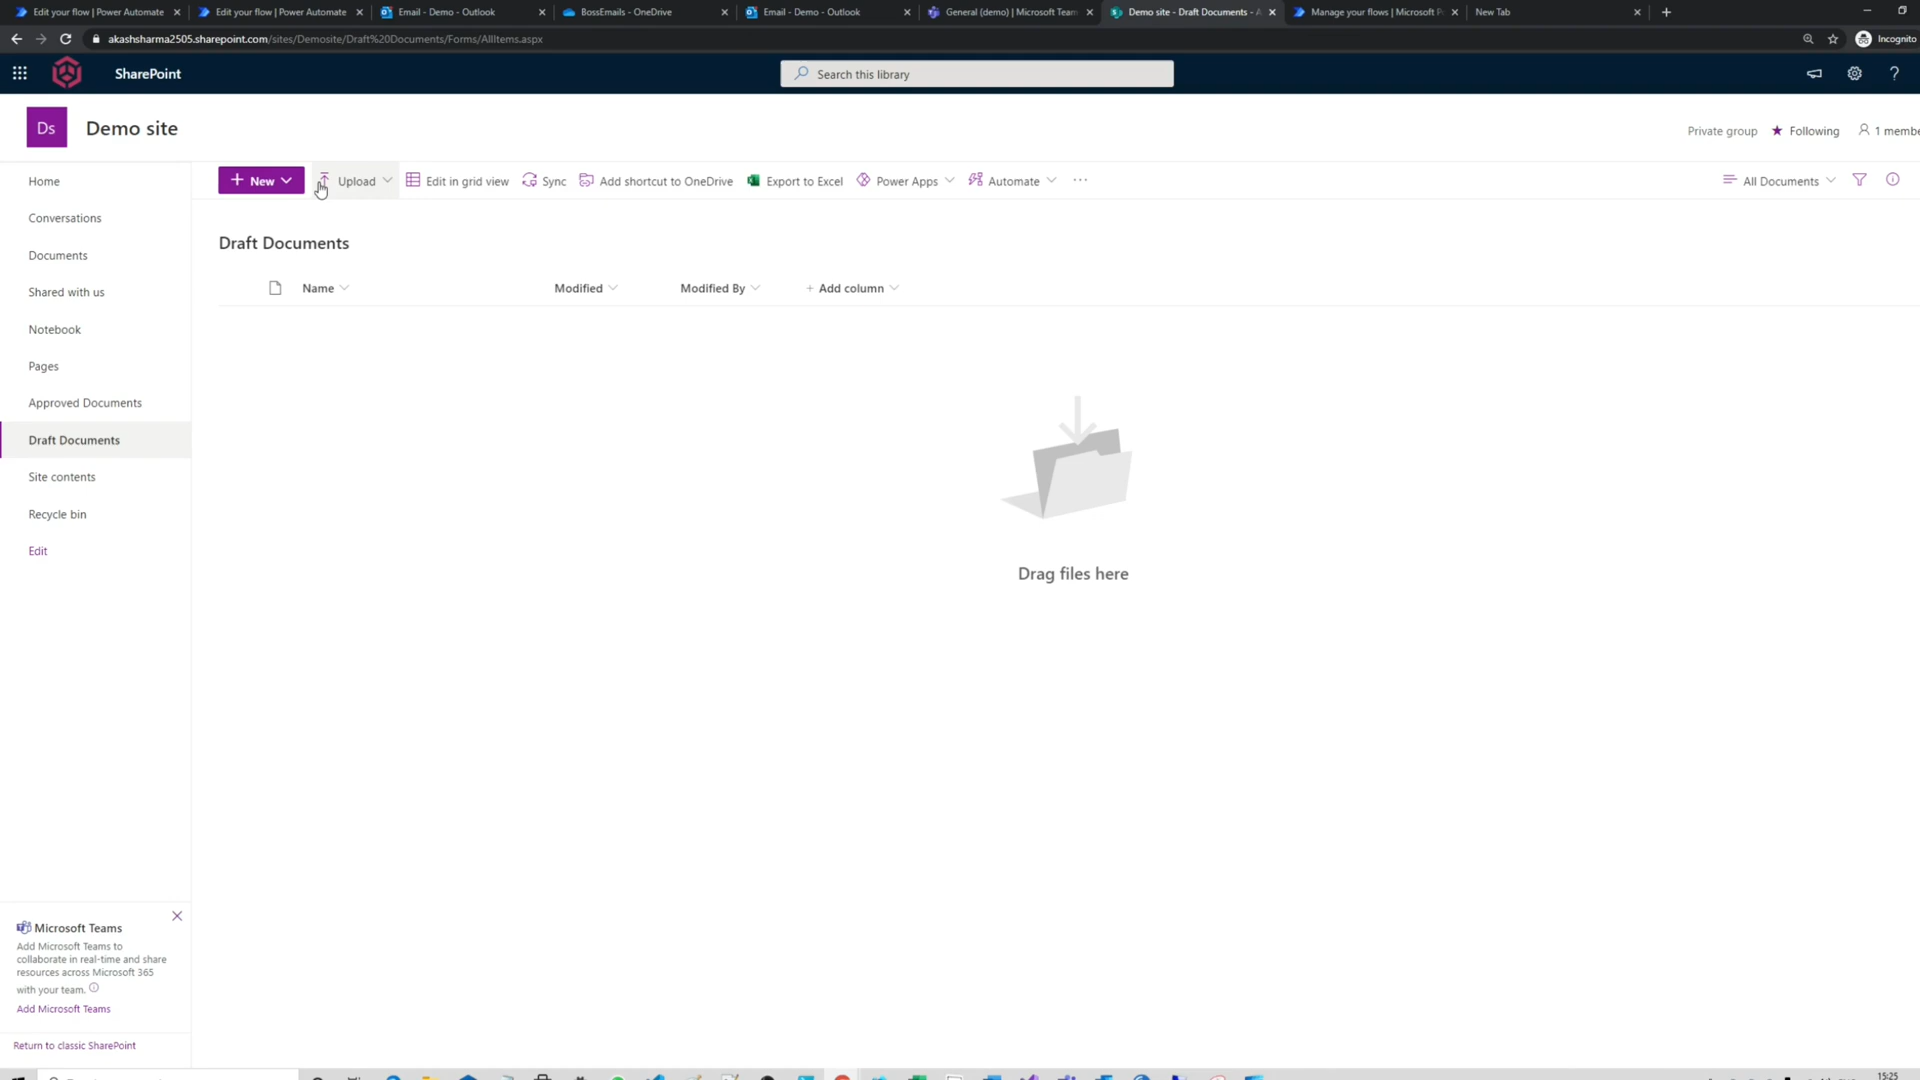 Edit your flow | Power Automate
Edit your flow | Power Automate
Email - Demo - Outlook
BossEmails - OneDrive
Email - Demo - Outlook
General (demo) | Microsoft Team
Demo site - Draft Documents - A
Manage your flows | Microsoft P
New Tab
akashsharma2505.sharepoint.com/sites/Demosite/Draft%20Documents/Forms/AllItems.aspx
Incognito
SharePoint
Search this library
Ds
Demo site
Private group
Following
1 membe
Home
New
Upload
Edit in grid view
Sync
Add shortcut to OneDrive
Export to Excel
Power Apps
Automate
All Documents
Conversations
Documents
Shared with us
Notebook
Pages
Approved Documents
Draft Documents
Site contents
Recycle bin
Edit
Draft Documents
Name
Modified
Modified By
+ Add column
Drag files here
Microsoft Teams
Add Microsoft Teams to
collaborate in real-time and share
resources across Microsoft 365
with your team.
Add Microsoft Teams
Return to classic SharePoint
15:25